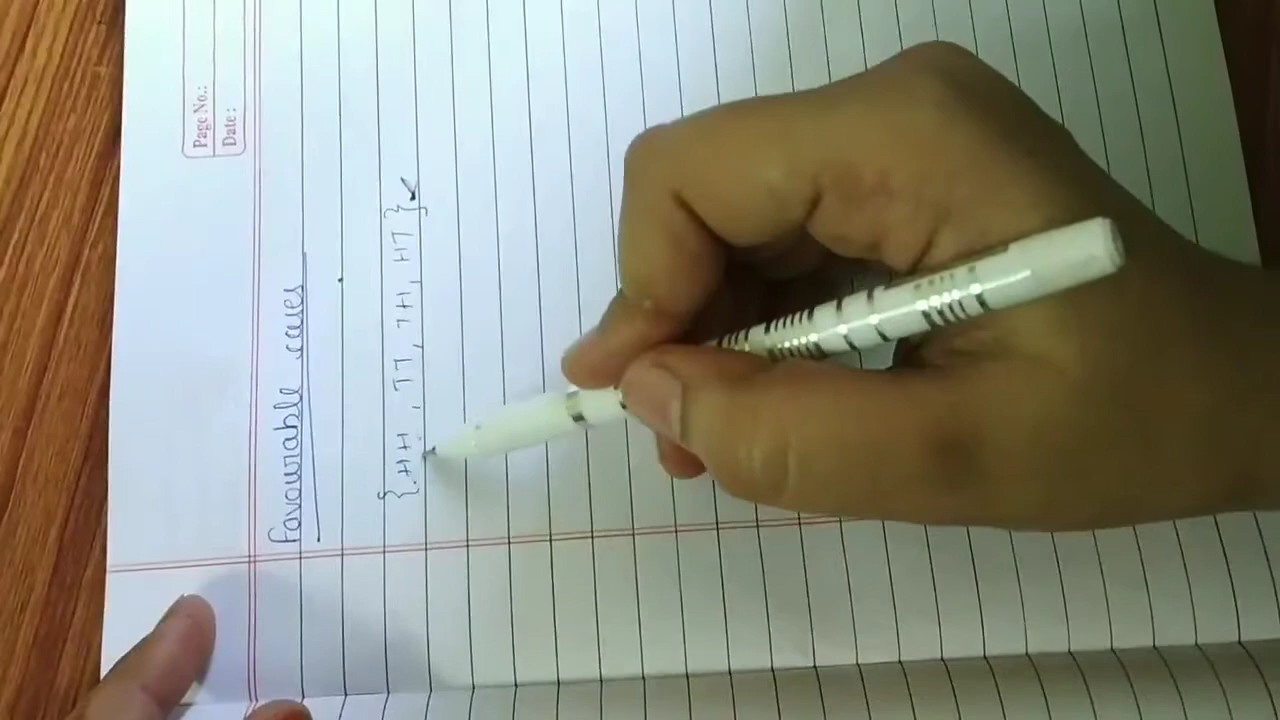 Page No.:
Date:
Favourable cases
{HH, TT, TH, HT}